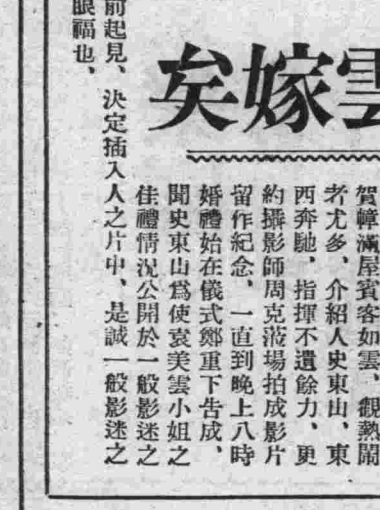 雲嫁矣
賀幛滿屋賓客如雲、觀熱鬧
者尤多、介紹人史東山、東
西奔馳、指揮不遺餘力、更
約攝影師周克蒞場拍成影片
留作紀念、一直到晚上八時
婚禮始在儀式鄭重下告成、
聞史東山爲使袁美雲小姐之
佳禮情況公開於一般影迷之
前起見、決定插入人之片中、是誠一般影迷之
眼福也、